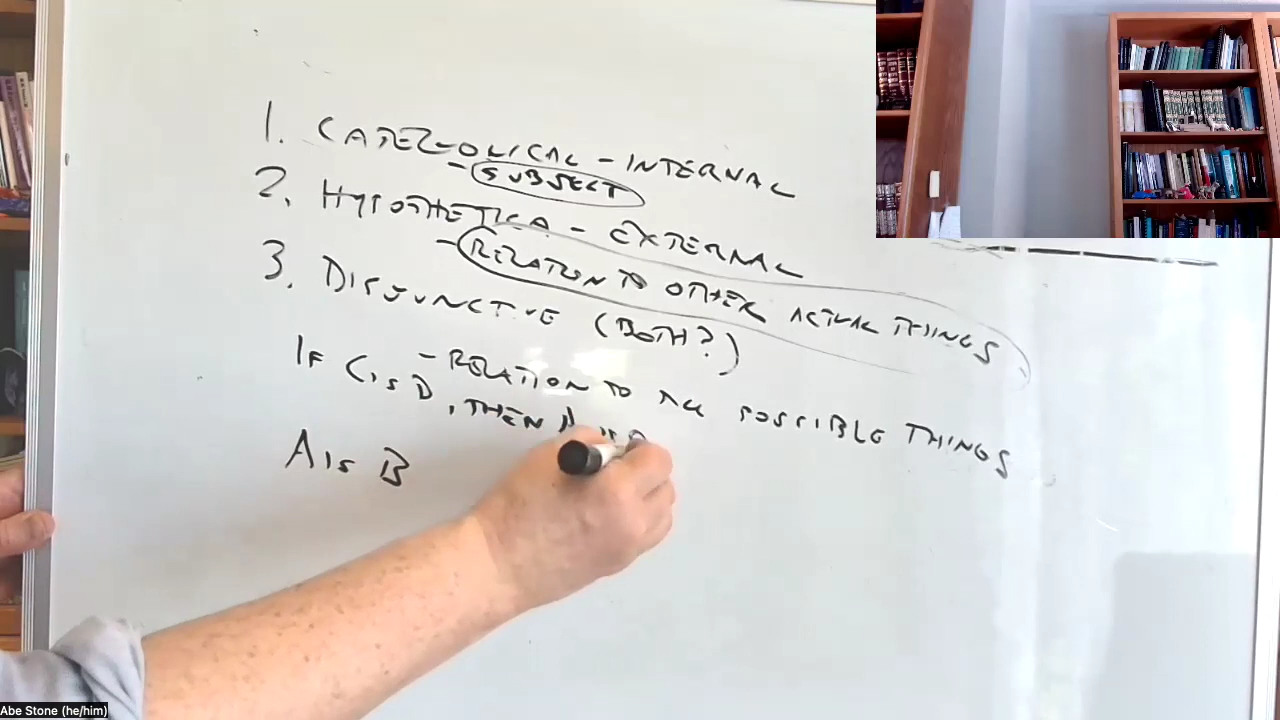 1. CATEGORICAL - INTERNAL
- SUBJECT
2. HYPOTHETICAL - EXTERNAL
- RELATION TO OTHER ACTUAL THINGS
3. DISJUNCTIVE (BOTH?)
- RELATION TO ALL POSSIBLE THINGS
IF C IS D, THEN A IS B
A IS B
Abe Stone (he/him)